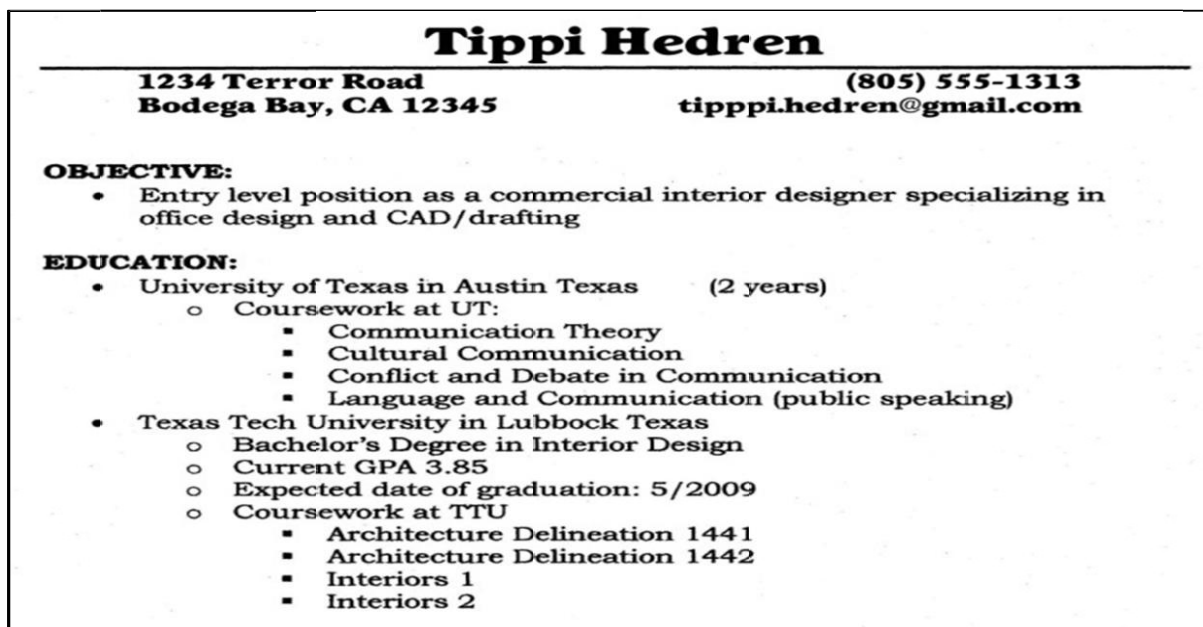 Tippi Hedren
1234 Terror Road (805) 555-1313
Bodega Bay, CA 12345 tipppi.hedren@gmail.com
OBJECTIVE:
• Entry level position as a commercial interior designer specializing in
office design and CAD/drafting
EDUCATION:
• University of Texas in Austin Texas (2 years)
o Coursework at UT:
▪ Communication Theory
▪ Cultural Communication
▪ Conflict and Debate in Communication
▪ Language and Communication (public speaking)
• Texas Tech University in Lubbock Texas
o Bachelor's Degree in Interior Design
o Current GPA 3.85
o Expected date of graduation: 5/2009
o Coursework at TTU
▪ Architecture Delineation 1441
▪ Architecture Delineation 1442
▪ Interiors 1
▪ Interiors 2